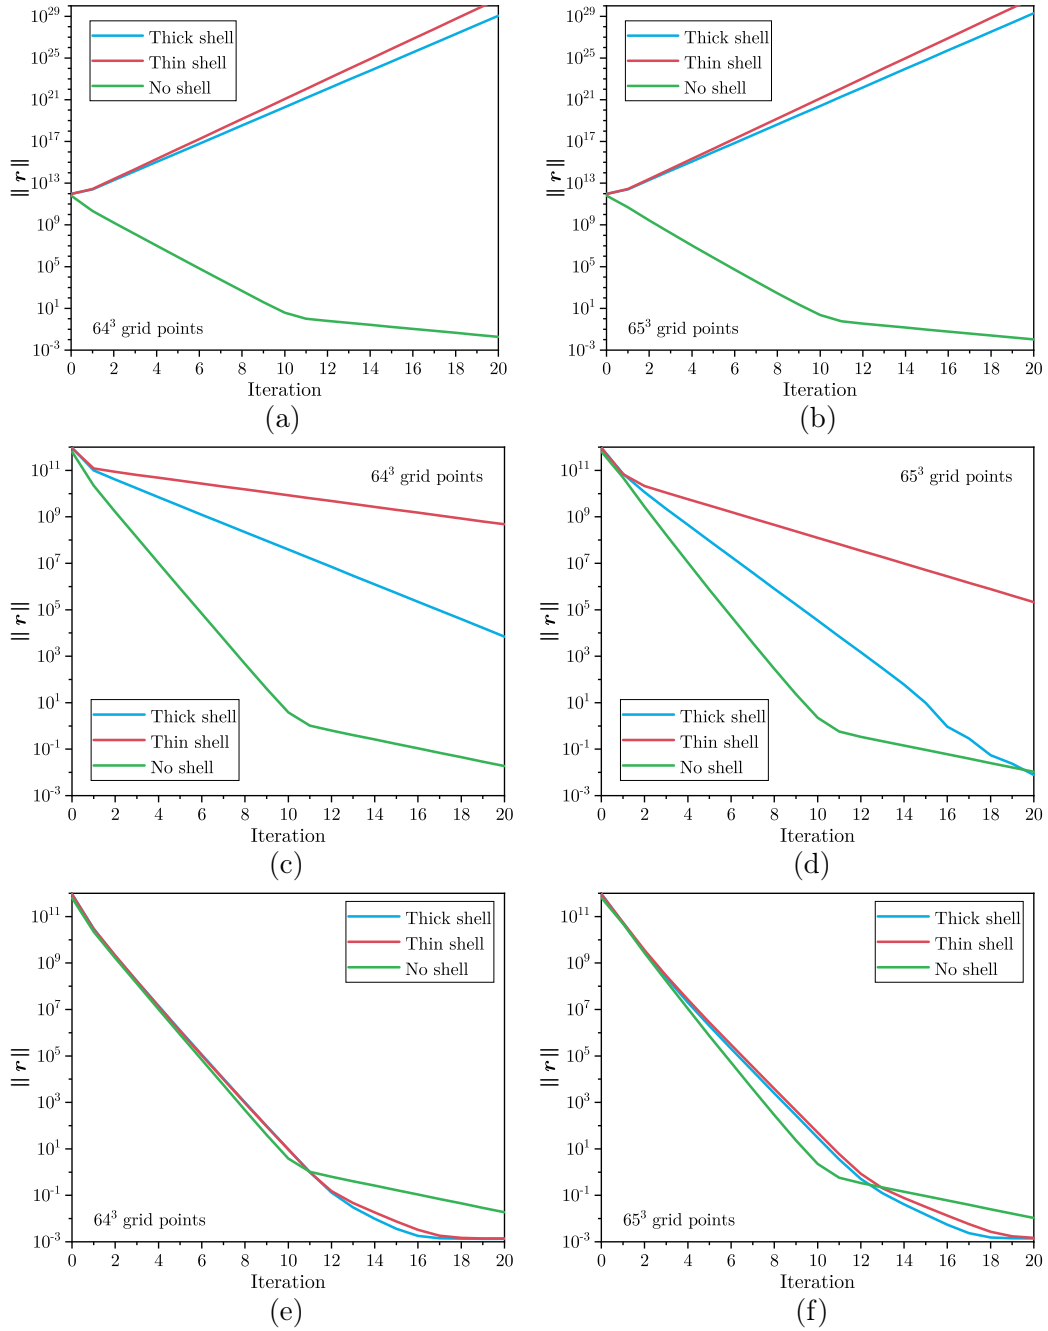 10^29
10^25
10^21
10^17
10^13
10^9
10^5
10^1
10^-3
|| r ||
Thick shell
Thin shell
No shell
64^3 grid points
0 2 4 6 8 10 12 14 16 18 20
Iteration
(a)
10^29
10^25
10^21
10^17
10^13
10^9
10^5
10^1
10^-3
|| r ||
Thick shell
Thin shell
No shell
65^3 grid points
0 2 4 6 8 10 12 14 16 18 20
Iteration
(b)
10^11
10^9
10^7
10^5
10^3
10^1
10^-1
10^-3
|| r ||
64^3 grid points
Thick shell
Thin shell
No shell
0 2 4 6 8 10 12 14 16 18 20
Iteration
(c)
10^11
10^9
10^7
10^5
10^3
10^1
10^-1
10^-3
|| r ||
65^3 grid points
Thick shell
Thin shell
No shell
0 2 4 6 8 10 12 14 16 18 20
Iteration
(d)
10^11
10^9
10^7
10^5
10^3
10^1
10^-1
10^-3
|| r ||
Thick shell
Thin shell
No shell
64^3 grid points
0 2 4 6 8 10 12 14 16 18 20
Iteration
(e)
10^11
10^9
10^7
10^5
10^3
10^1
10^-1
10^-3
|| r ||
Thick shell
Thin shell
No shell
65^3 grid points
0 2 4 6 8 10 12 14 16 18 20
Iteration
(f)